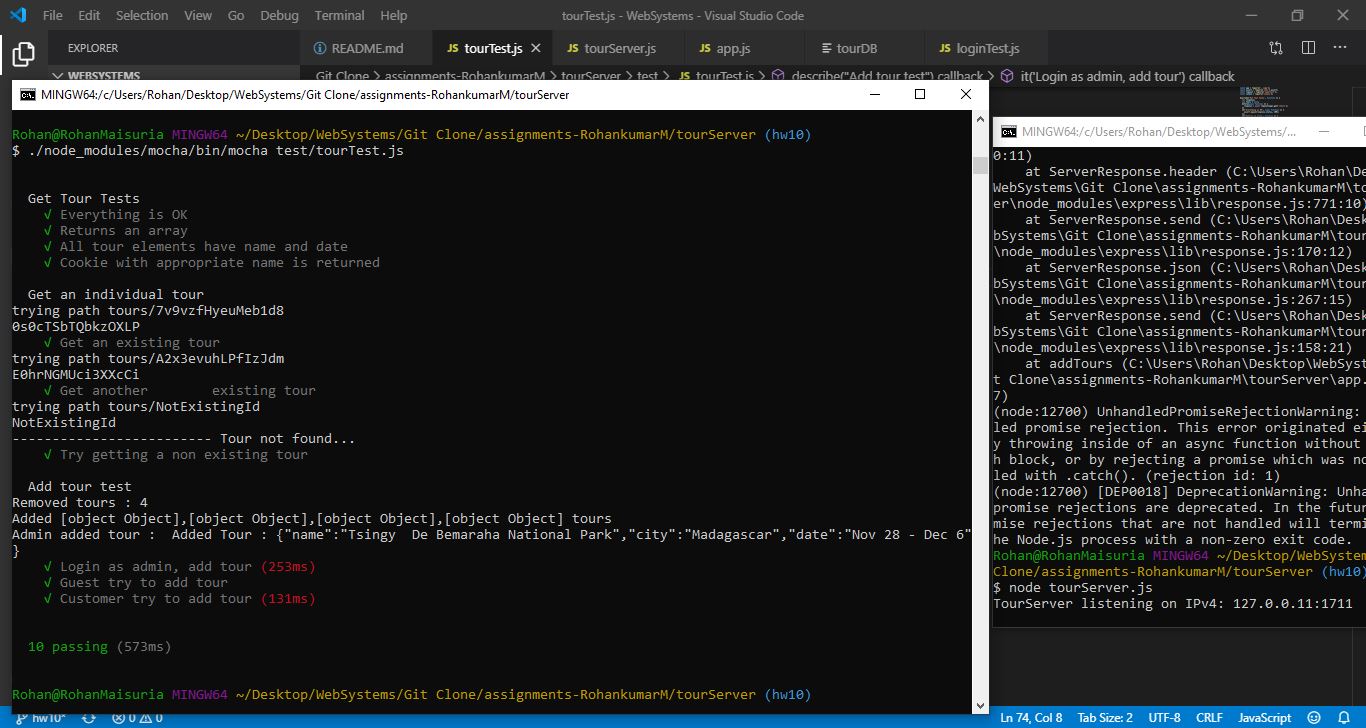 File Edit Selection View Go Debug Terminal Help tourTest.js - WebSystems - Visual Studio Code
EXPLORER README.md JS tourTest.js JS tourServer.js JS app.js tourDB JS loginTest.js
WEBSYSTEMS Git Clone > assignments-RohankumarM > tourServer > test > JS tourTest.js > describe("Add tour test") callback > it('Login as admin, add tour') callback
MINGW64:/c/Users/Rohan/Desktop/WebSystems/Git Clone/assignments-RohankumarM/tourServer
Rohan@RohanMaisuria MINGW64 ~/Desktop/WebSystems/Git Clone/assignments-RohankumarM/tourServer (hw10)
$ ./node_modules/mocha/bin/mocha test/tourTest.js
Get Tour Tests
√ Everything is OK
√ Returns an array
√ All tour elements have name and date
√ Cookie with appropriate name is returned
Get an individual tour
trying path tours/7v9vzfHyeuMeb1d8
0s0cTSbTQbkzOXLP
√ Get an existing tour
trying path tours/A2x3evuhLPfIzJdm
E0hrNGMUci3XXcCi
√ Get another        existing tour
trying path tours/NotExistingId
NotExistingId
------------------------- Tour not found...
√ Try getting a non existing tour
Add tour test
Removed tours : 4
Added [object Object],[object Object],[object Object],[object Object] tours
Admin added tour :  Added Tour : {"name":"Tsingy  De Bemaraha National Park","city":"Madagascar","date":"Nov 28 - Dec 6"
}
√ Login as admin, add tour (253ms)
√ Guest try to add tour
√ Customer try to add tour (131ms)
10 passing (573ms)
Rohan@RohanMaisuria MINGW64 ~/Desktop/WebSystems/Git Clone/assignments-RohankumarM/tourServer (hw10)
MINGW64:/c/Users/Rohan/Desktop/WebSystems/...
0:11)
at ServerResponse.header (C:\Users\Rohan\De
WebSystems\Git Clone\assignments-RohankumarM\to
er\node_modules\express\lib\response.js:771:10)
at ServerResponse.send (C:\Users\Rohan\Desk
bSystems\Git Clone\assignments-RohankumarM\tour
\node_modules\express\lib\response.js:170:12)
at ServerResponse.json (C:\Users\Rohan\Desk
bSystems\Git Clone\assignments-RohankumarM\tour
\node_modules\express\lib\response.js:267:15)
at ServerResponse.send (C:\Users\Rohan\Desk
bSystems\Git Clone\assignments-RohankumarM\tour
\node_modules\express\lib\response.js:158:21)
at addTours (C:\Users\Rohan\Desktop\WebSyst
t Clone\assignments-RohankumarM\tourServer\app.
7)
(node:12700) UnhandledPromiseRejectionWarning:
led promise rejection. This error originated ei
y throwing inside of an async function without
h block, or by rejecting a promise which was no
led with .catch(). (rejection id: 1)
(node:12700) [DEP0018] DeprecationWarning: Unha
promise rejections are deprecated. In the futur
mise rejections that are not handled will termi
he Node.js process with a non-zero exit code.
Rohan@RohanMaisuria MINGW64 ~/Desktop/WebSystem
Clone/assignments-RohankumarM/tourServer (hw10)
$ node tourServer.js
TourServer listening on IPv4: 127.0.0.11:1711
hw10* 0 0 Ln 74, Col 8 Tab Size: 2 UTF-8 CRLF JavaScript